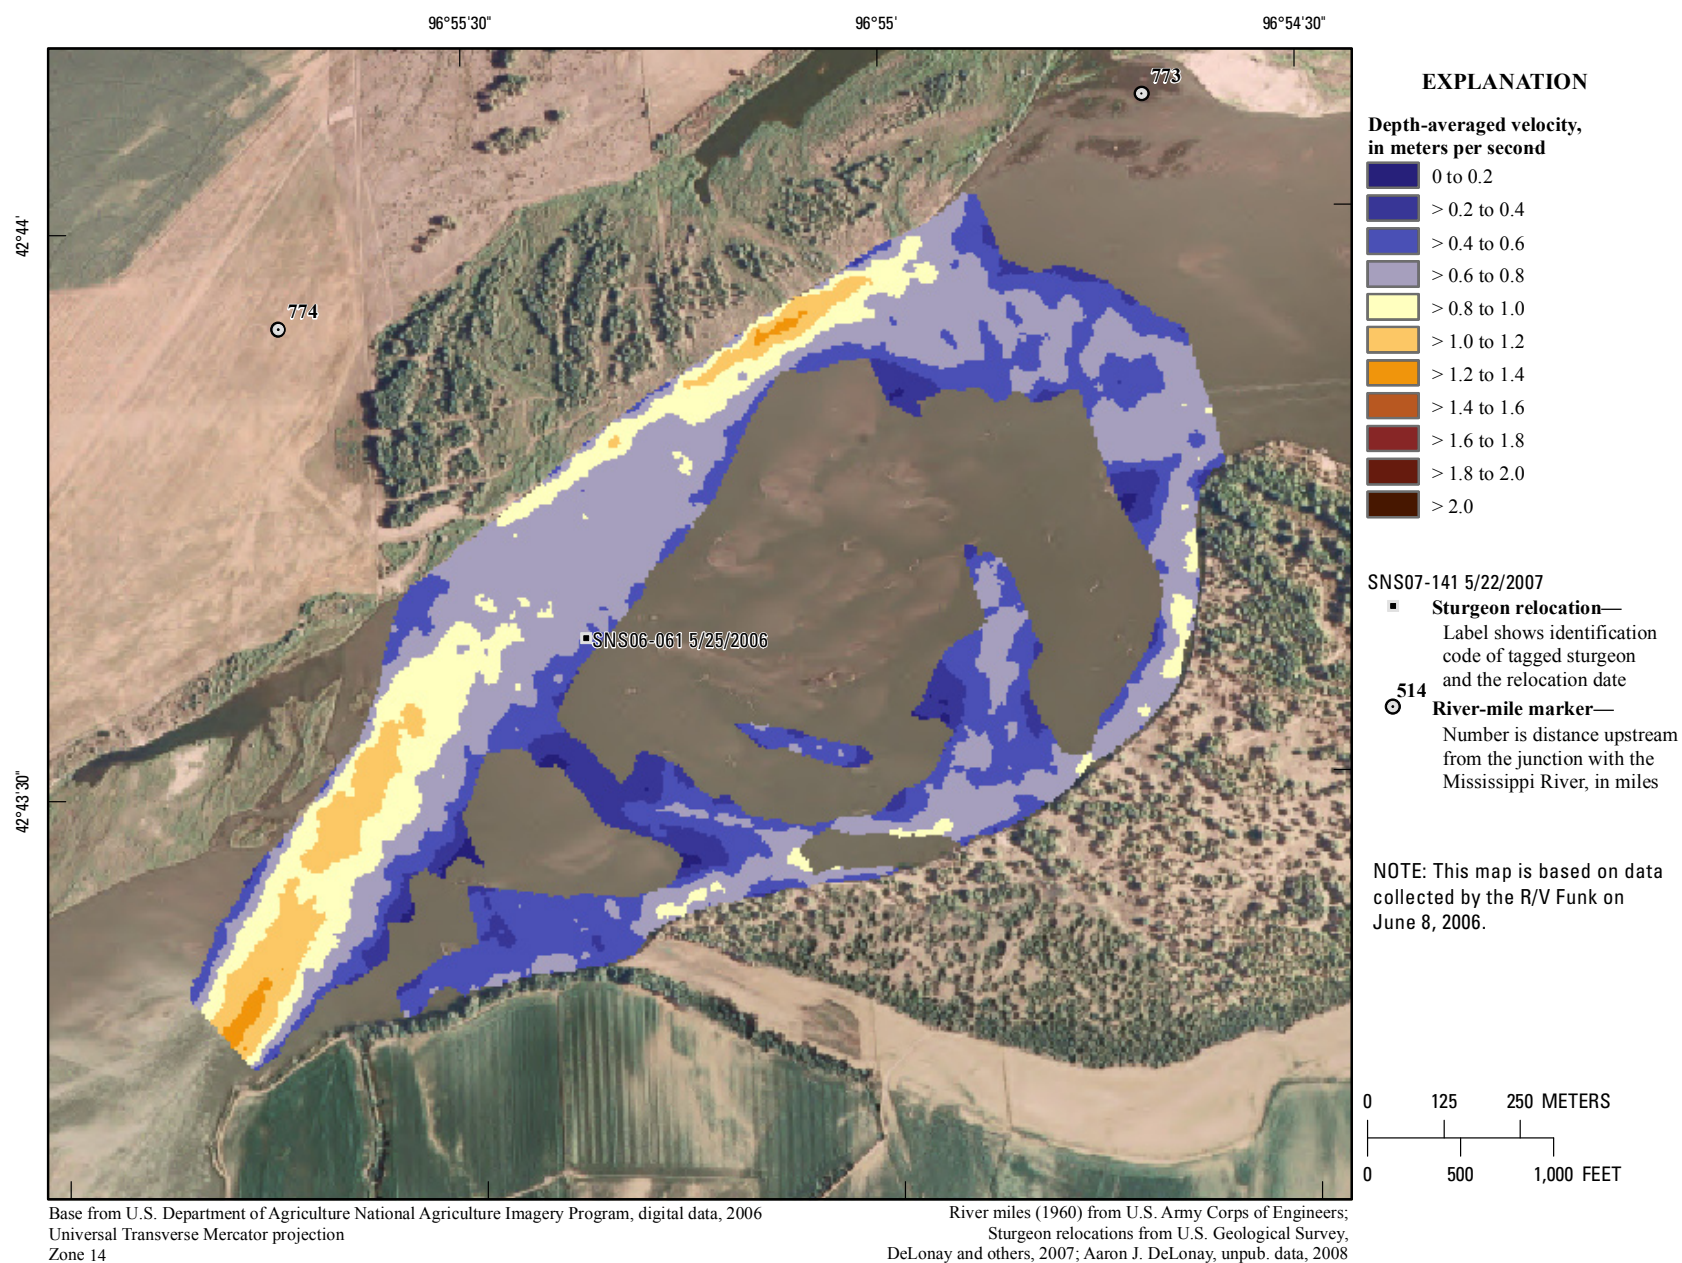 96°55'30"
96°55'
96°54'30"
42°44'
42°43'30"
773
774
SNS06-061 5/25/2006
EXPLANATION
Depth-averaged velocity,
in meters per second
0 to 0.2
> 0.2 to 0.4
> 0.4 to 0.6
> 0.6 to 0.8
> 0.8 to 1.0
> 1.0 to 1.2
> 1.2 to 1.4
> 1.4 to 1.6
> 1.6 to 1.8
> 1.8 to 2.0
> 2.0
SNS07-141 5/22/2007
Sturgeon relocation—
Label shows identification
code of tagged sturgeon
and the relocation date
514
River-mile marker—
Number is distance upstream
from the junction with the
Mississippi River, in miles
NOTE: This map is based on data
collected by the R/V Funk on
June 8, 2006.
0 125 250 METERS
0 500 1,000 FEET
Base from U.S. Department of Agriculture National Agriculture Imagery Program, digital data, 2006
Universal Transverse Mercator projection
Zone 14
River miles (1960) from U.S. Army Corps of Engineers;
Sturgeon relocations from U.S. Geological Survey,
DeLonay and others, 2007; Aaron J. DeLonay, unpub. data, 2008